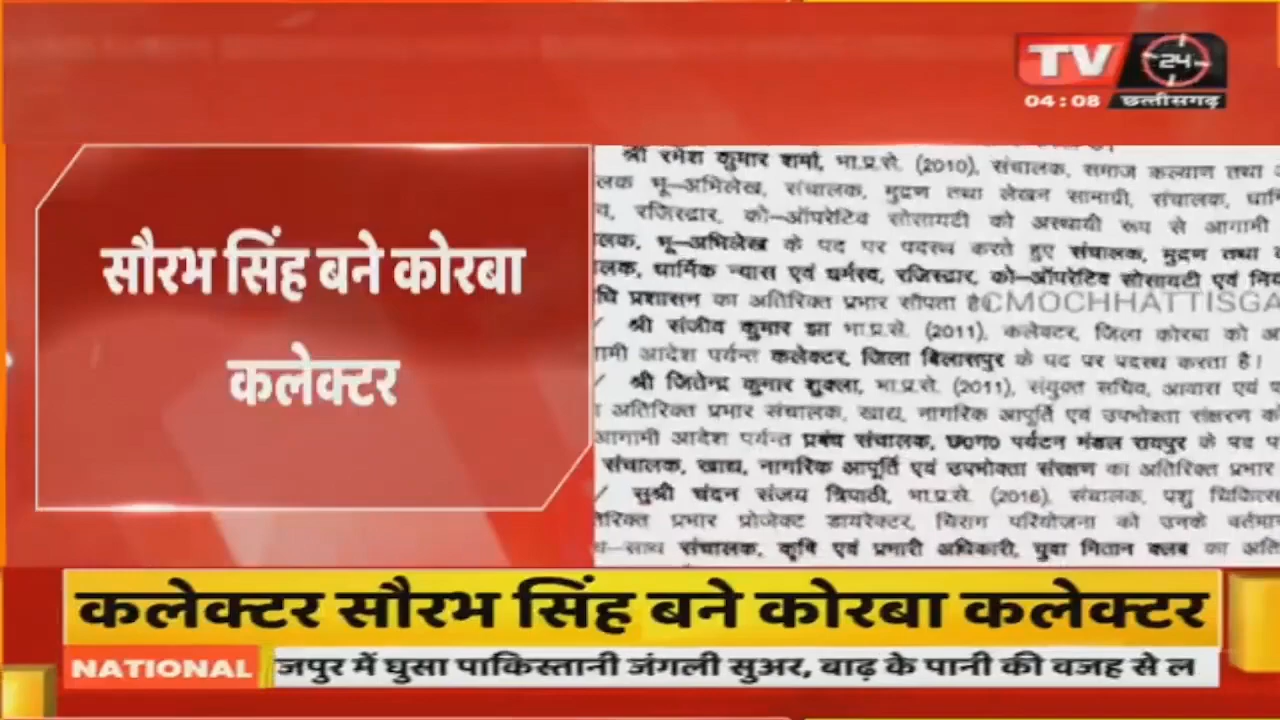 TV 24
04:08 छत्तीसगढ़
सौरभ सिंह बने कोरबा
कलेक्टर
श्री रमेश कुमार शर्मा, भा.प्र.से. (2010), संचालक, समाज कल्याण तथा
लक भू–अभिलेख, संचालक, मुद्रण तथा लेखन सामाग्री, संचालक,
रजिस्ट्रार, को–ऑपरेटिव सोसायटी को अस्थायी रूप से आगामी
लक, भू–अभिलेख के पद पर पदस्थ करते हुए संचालक, मुद्रण तथा
लक, धार्मिक न्यास एवं धर्मस्व, रजिस्ट्रार, को–ऑपरेटिव सोसायटी एवं
प्रशासन का अतिरिक्त प्रभार सौंपता है। CMOCHHATTISGA
श्री संजीव कुमार झा भा.प्र.से. (2011), कलेक्टर, जिला कोरबा को
गामी आदेश पर्यन्त कलेक्टर, जिला बिलासपुर के पद पर पदस्थ करता है।
श्री जितेन्द्र कुमार शुक्ला, भा.प्र.से. (2011), संयुक्त सचिव, आवास एवं
अतिरिक्त प्रभार संचालक, खाद्य, नागरिक आपूर्ति एवं उपभोक्ता संरक्षण
आगामी आदेश पर्यन्त प्रबंध संचालक, छ०ग० पर्यटन मंडल रायपुर के पद
संचालक, खाद्य, नागरिक आपूर्ति एवं उपभोक्ता संरक्षण का अतिरिक्त प्रभार
सुश्री चंदन संजय त्रिपाठी, भा.प्र.से. (2016), संचालक, पशु
रिक्त प्रभार प्रोजेक्ट डायरेक्टर, चिराग परियोजना को उनके
संचालक, कृषि एवं प्रभारी अधिकारी, युवा मितान क्लब का
कलेक्टर सौरभ सिंह बने कोरबा कलेक्टर
NATIONAL जपुर में घुसा पाकिस्तानी जंगली सुअर, बाढ़ के पानी की वजह से ल